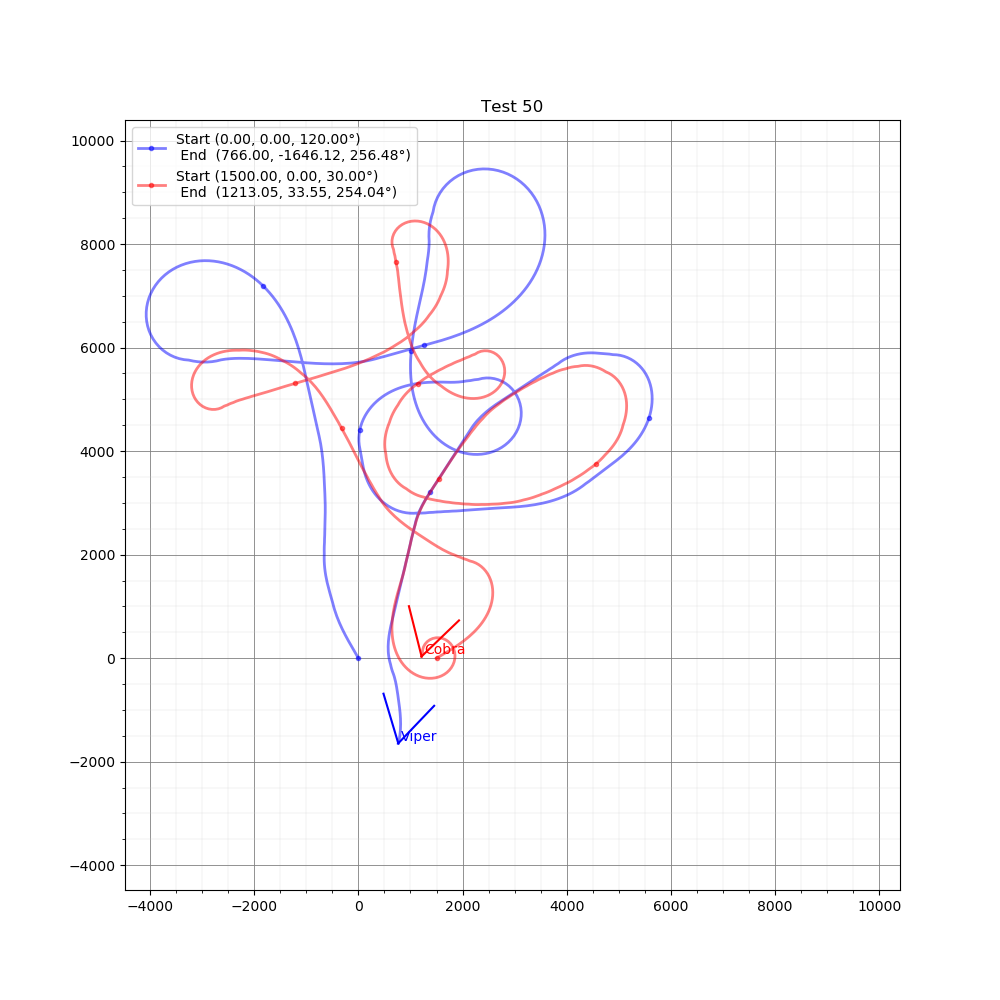 Test 50
Start (0.00, 0.00, 120.00°)
End (766.00, -1646.12, 256.48°)
Start (1500.00, 0.00, 30.00°)
End (1213.05, 33.55, 254.04°)
10000
8000
6000
4000
2000
0
−2000
−4000
Cobra
Viper
−4000 −2000 0 2000 4000 6000 8000 10000